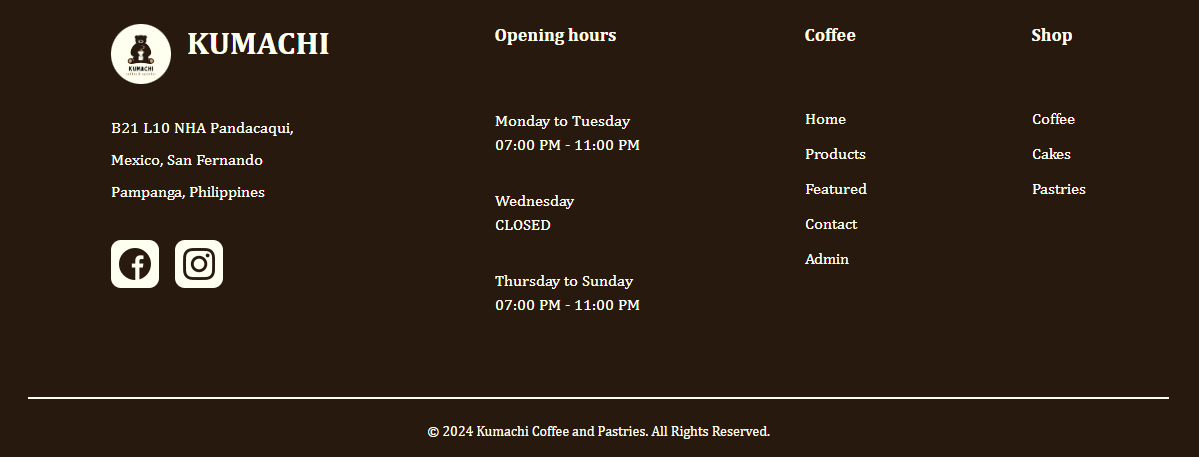 KUMACHI
KUMACHI
B21 L10 NHA Pandacaqui,
Mexico, San Fernando
Pampanga, Philippines
Opening hours
Monday to Tuesday
07:00 PM - 11:00 PM
Wednesday
CLOSED
Thursday to Sunday
07:00 PM - 11:00 PM
Coffee
Home
Products
Featured
Contact
Admin
Shop
Coffee
Cakes
Pastries
© 2024 Kumachi Coffee and Pastries. All Rights Reserved.